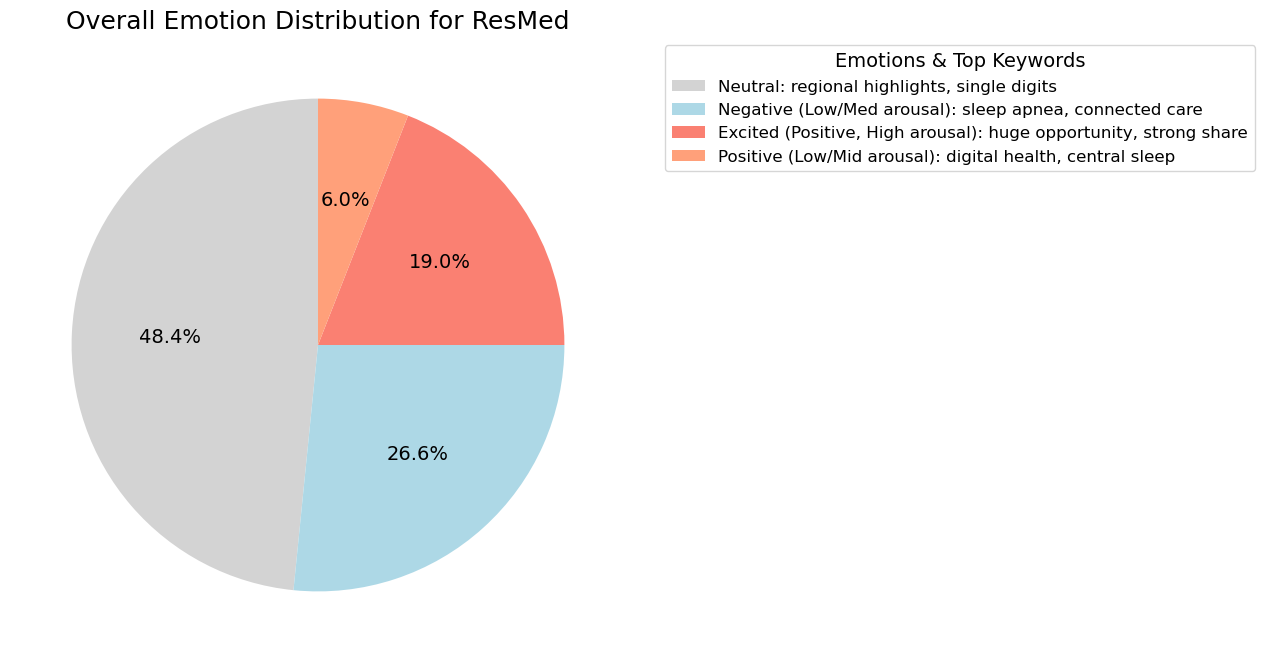 Overall Emotion Distribution for ResMed
Emotions & Top Keywords
Neutral: regional highlights, single digits
Negative (Low/Med arousal): sleep apnea, connected care
Excited (Positive, High arousal): huge opportunity, strong share
Positive (Low/Mid arousal): digital health, central sleep
6.0%
19.0%
48.4%
26.6%